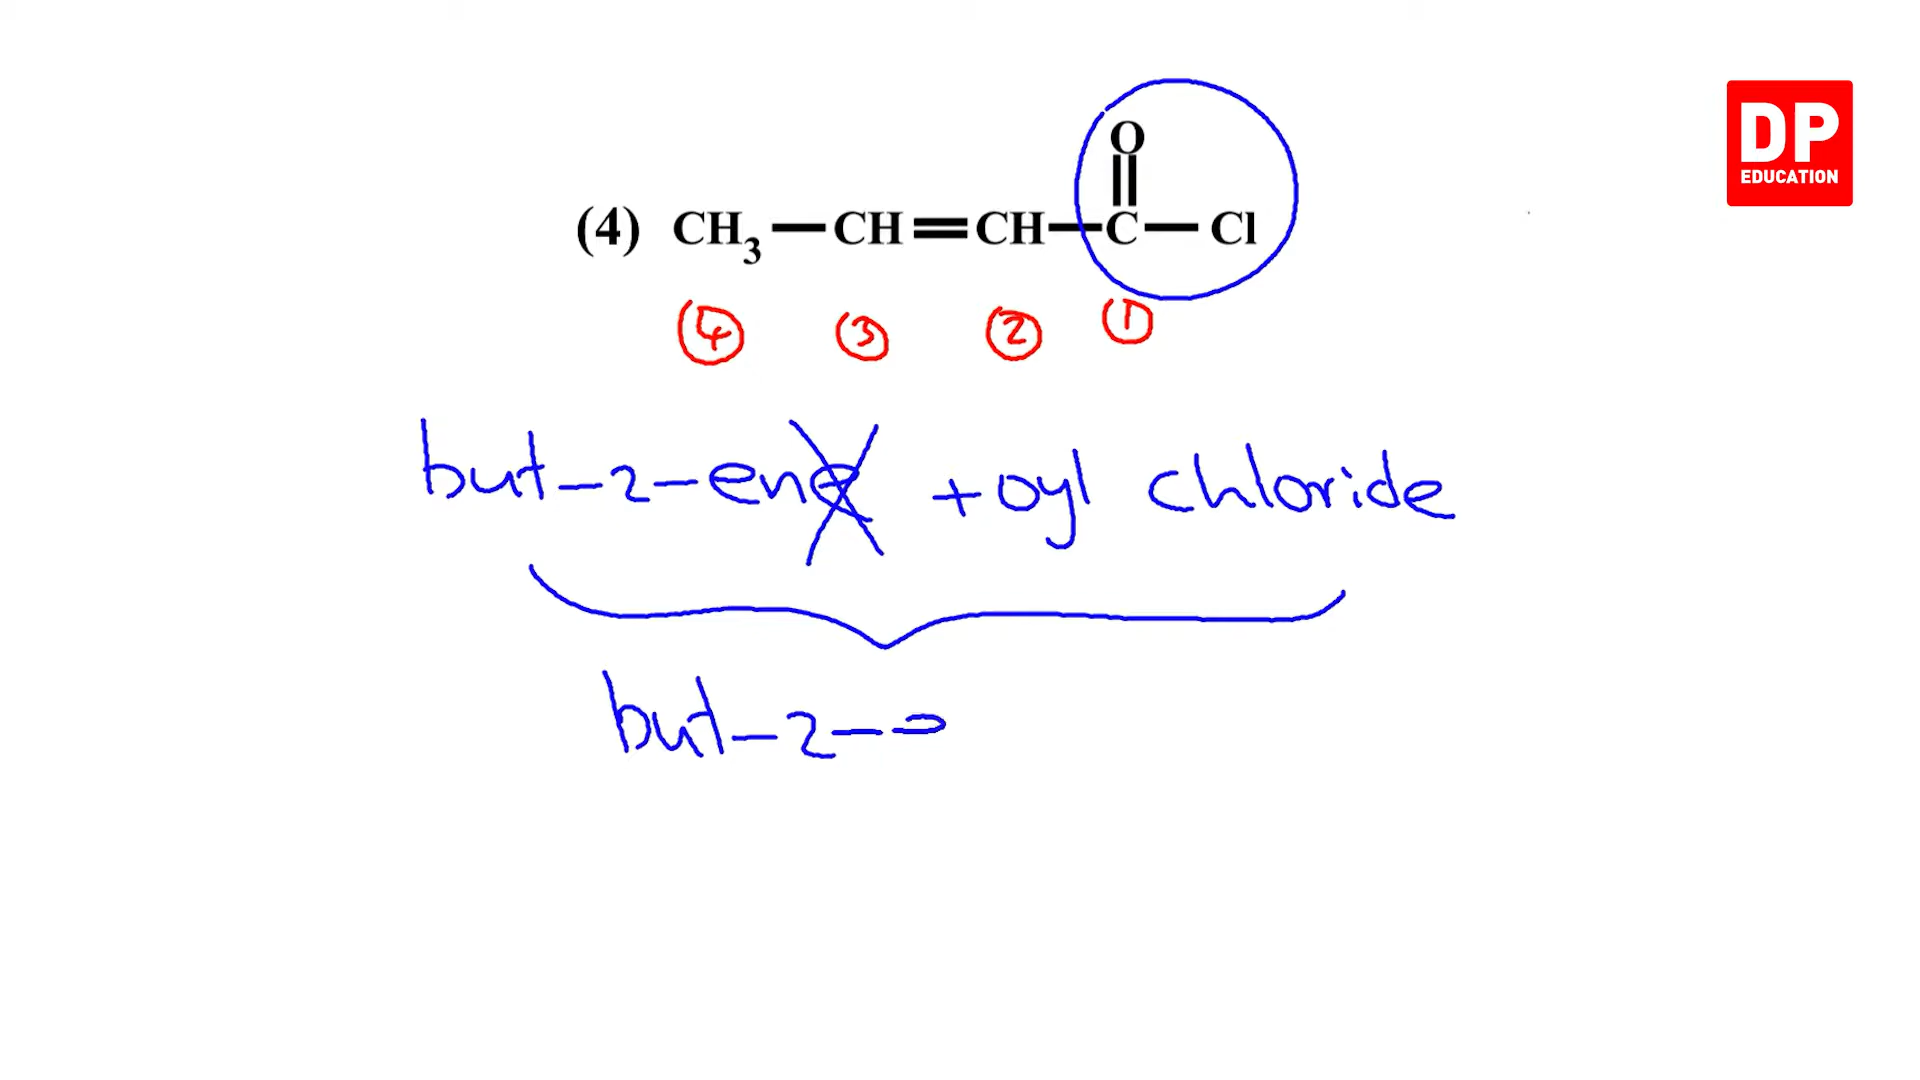 DP
EDUCATION
O
(4) CH3 — CH = CH — C — Cl
④ ③ ② ①
but-2-ene +oyl chloride
but-2-